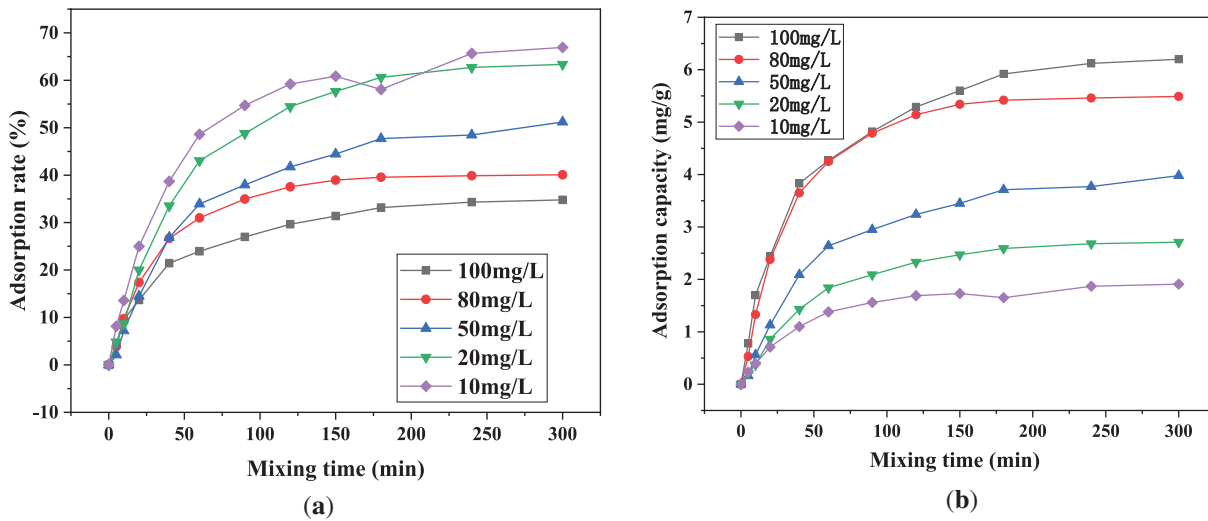 70
60
50
40
30
20
10
0
-10
Adsorption rate (%)
100mg/L
80mg/L
50mg/L
20mg/L
10mg/L
0 50 100 150 200 250 300
Mixing time (min)
(a)
7
6
5
4
3
2
1
0
Adsorption capacity (mg/g)
100mg/L
80mg/L
50mg/L
20mg/L
10mg/L
0 50 100 150 200 250 300
Mixing time (min)
(b)